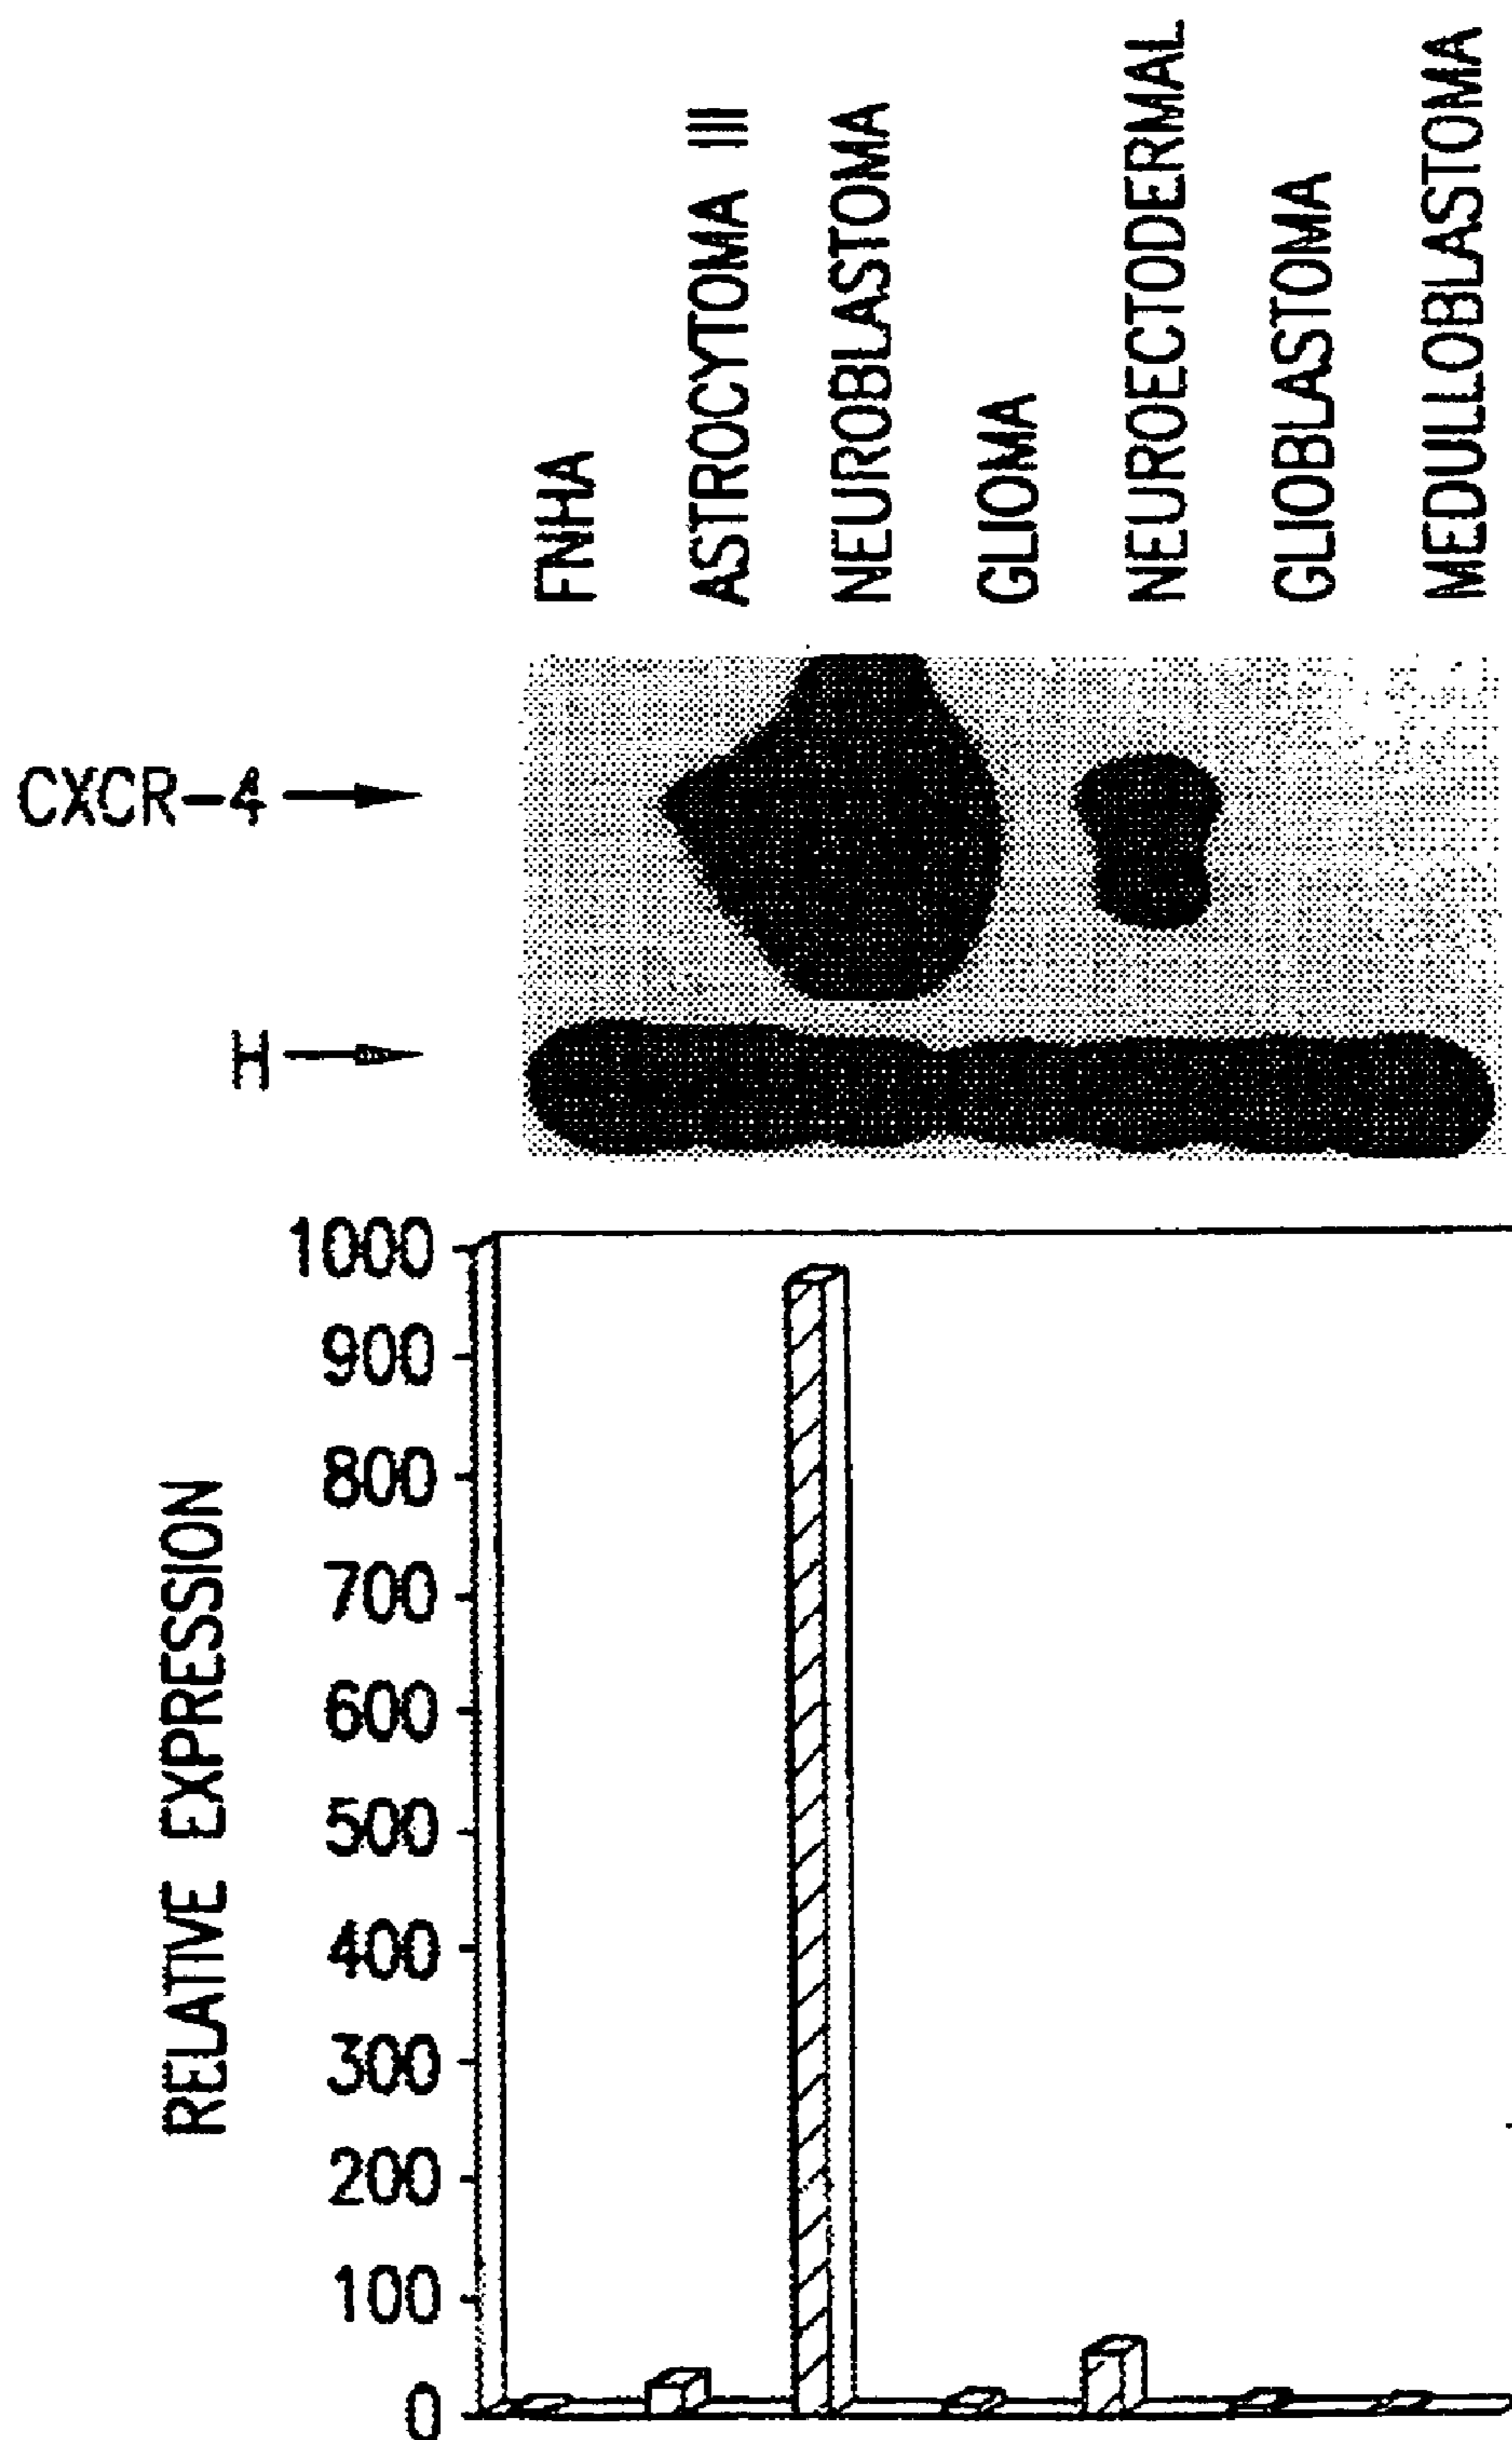 FNHA
ASTROCYTOMA III
NEUROBLASTOMA
GLIOMA
NEUROECTODERMAL
GLIOBLASTOMA
MEDULLOBLASTOMA
CXCR-4
H
RELATIVE EXPRESSION
1000
900
800
700
600
500
400
300
200
100
0